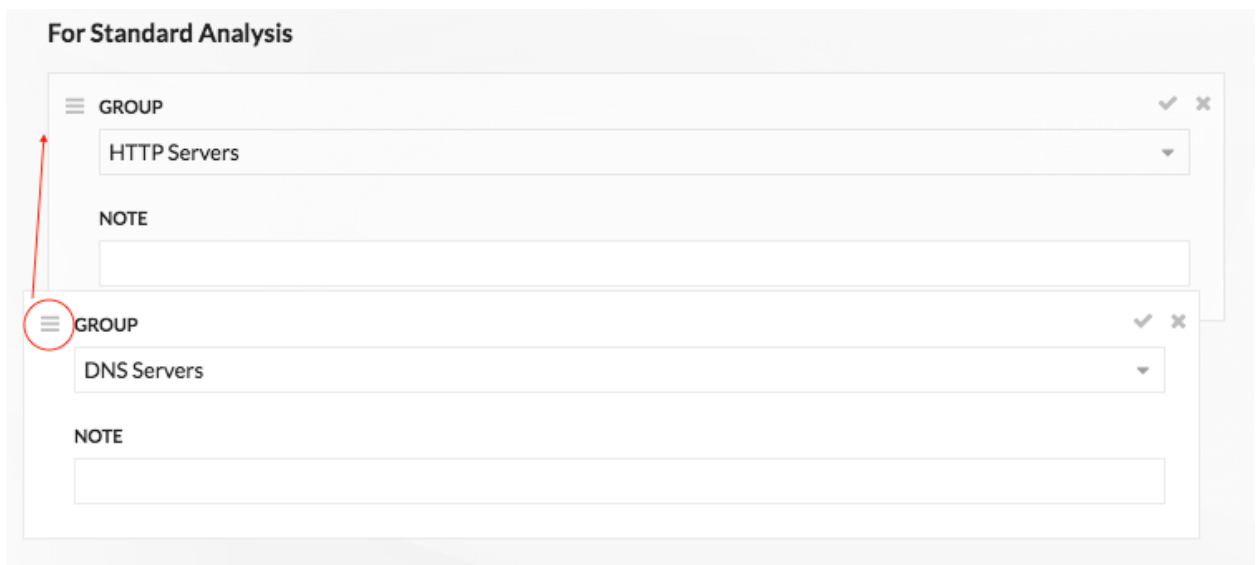 For Standard Analysis
GROUP
HTTP Servers
NOTE
GROUP
DNS Servers
NOTE